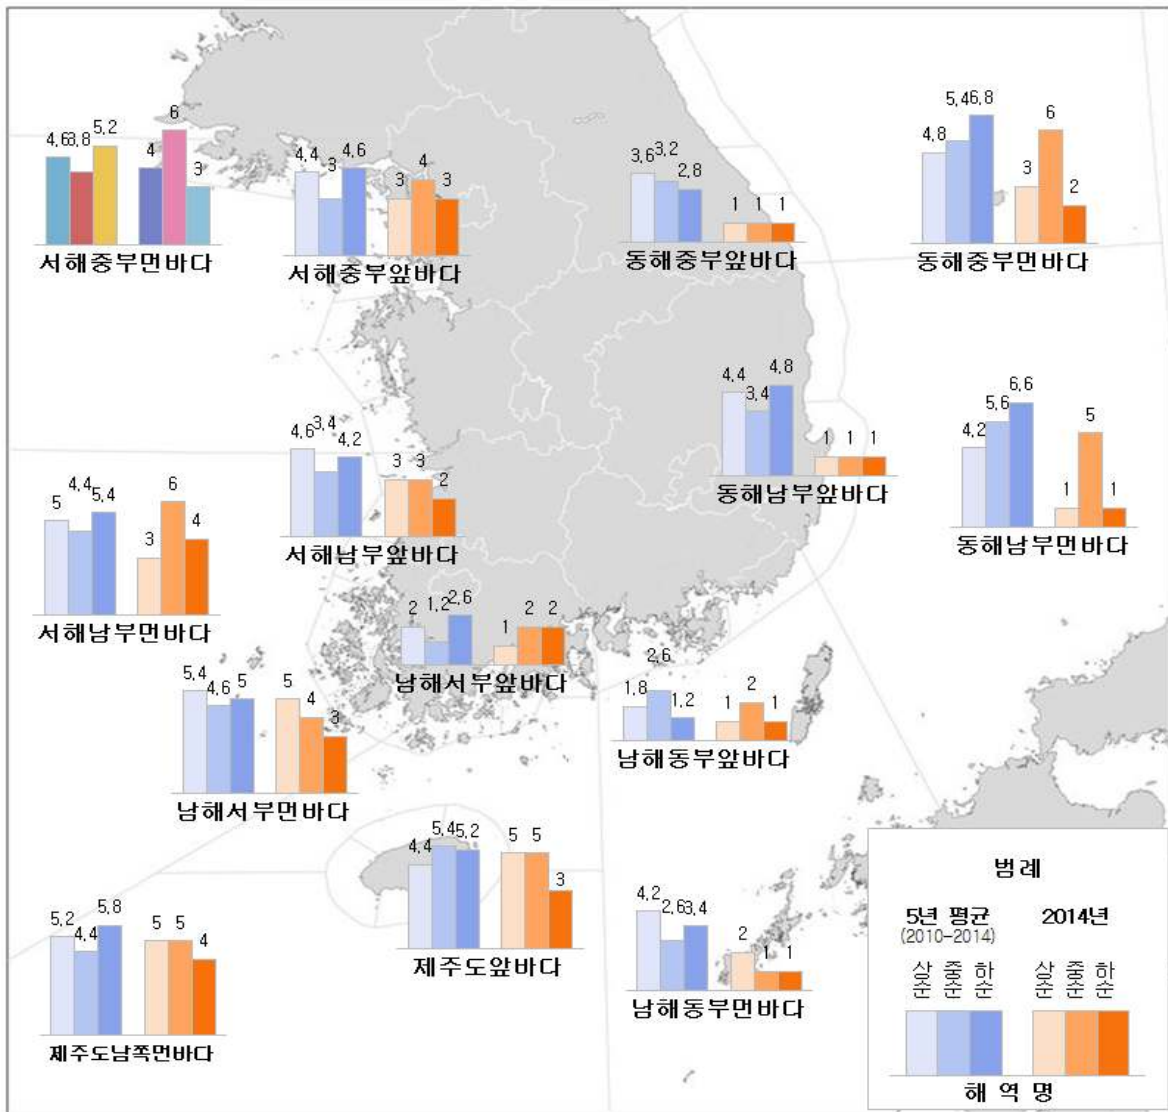 4,6 3,8 5,2 4 6 3
서해중부먼바다
4,4 3 4,6 3 4 3
서해중부앞바다
3,6 3,2 2,8 1 1 1
동해중부앞바다
4,8 5,4 6,8 3 6 2
동해중부먼바다
4,4 3,4 4,8 1 1 1
동해남부앞바다
4,2 5,6 6,6 1 5 1
동해남부먼바다
4,6 3,4 4,2 3 3 2
서해남부앞바다
5 4,4 5,4 3 6 4
서해남부먼바다
2 1,2 2,6 1 2 2
남해서부앞바다
5,4 4,6 5 5 4 3
남해서부먼바다
1,8 2,6 1,2 1 2 1
남해동부앞바다
4,4 5,4 5,2 5 5 3
제주도앞바다
4,2 2,6 3,4 2 1 1
남해동부먼바다
5,2 4,4 5,8 5 5 4
제주도남쪽먼바다
범례
5년 평균 2014년
(2010-2014)
상순 중순 하순 상순 중순 하순
해 역 명